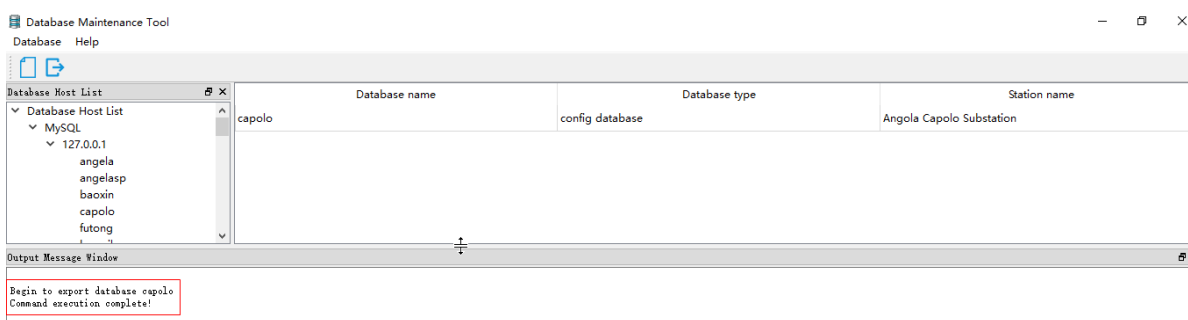 Database Maintenance Tool
Database Help
Database Host List
Database name Database type Station name
Database Host List
capolo config database Angola Capolo Substation
MySQL
127.0.0.1
angela
angelasp
baoxin
capolo
futong
Output Message Window
Begin to export database capolo
Command execution complete!